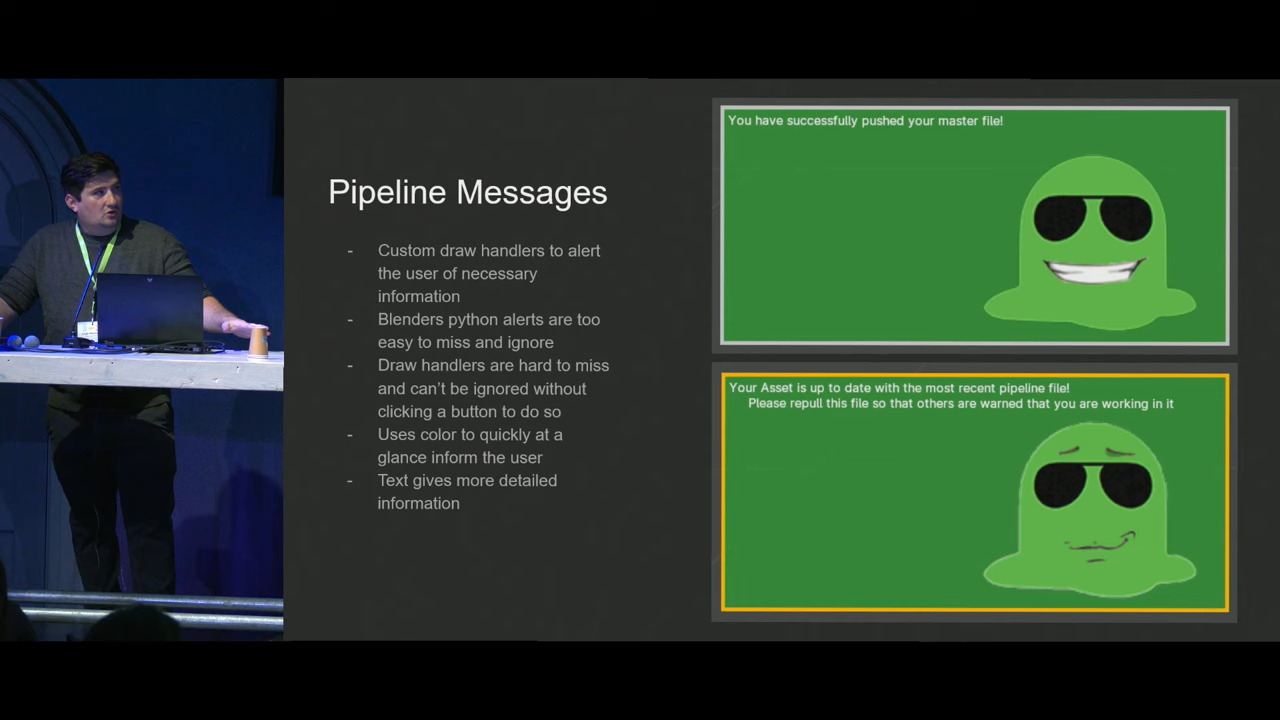 Pipeline Messages
- Custom draw handlers to alert
the user of necessary
information
- Blenders python alerts are too
easy to miss and ignore
- Draw handlers are hard to miss
and can’t be ignored without
clicking a button to do so
- Uses color to quickly at a
glance inform the user
- Text gives more detailed
information
You have successfully pushed your master file!
Your Asset is up to date with the most recent pipeline file!
Please repull this file so that others are warned that you are working in it